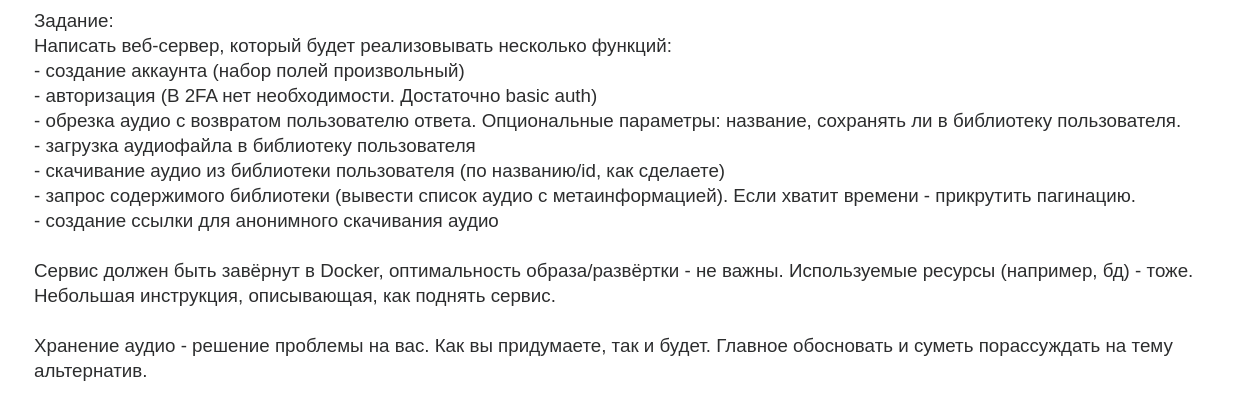 Задание:
Написать веб-сервер, который будет реализовывать несколько функций:
- создание аккаунта (набор полей произвольный)
- авторизация (В 2FA нет необходимости. Достаточно basic auth)
- обрезка аудио с возвратом пользователю ответа. Опциональные параметры: название, сохранять ли в библиотеку пользователя.
- загрузка аудиофайла в библиотеку пользователя
- скачивание аудио из библиотеки пользователя (по названию/id, как сделаете)
- запрос содержимого библиотеки (вывести список аудио с метаинформацией). Если хватит времени - прикрутить пагинацию.
- создание ссылки для анонимного скачивания аудио
Сервис должен быть завёрнут в Docker, оптимальность образа/развёртки - не важны. Используемые ресурсы (например, бд) - тоже.
Небольшая инструкция, описывающая, как поднять сервис.
Хранение аудио - решение проблемы на вас. Как вы придумаете, так и будет. Главное обосновать и суметь порассуждать на тему
альтернатив.